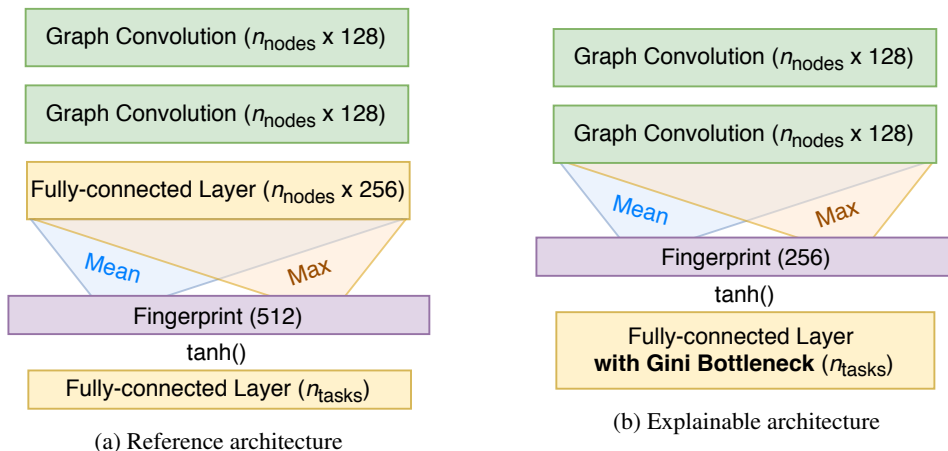 Graph Convolution (nnodes x 128)
Graph Convolution (nnodes x 128)
Fully-connected Layer (nnodes x 256)
Mean
Max
Fingerprint (512)
tanh()
Fully-connected Layer (ntasks)
(a) Reference architecture
Graph Convolution (nnodes x 128)
Graph Convolution (nnodes x 128)
Mean
Max
Fingerprint (256)
tanh()
Fully-connected Layer
with Gini Bottleneck (ntasks)
(b) Explainable architecture